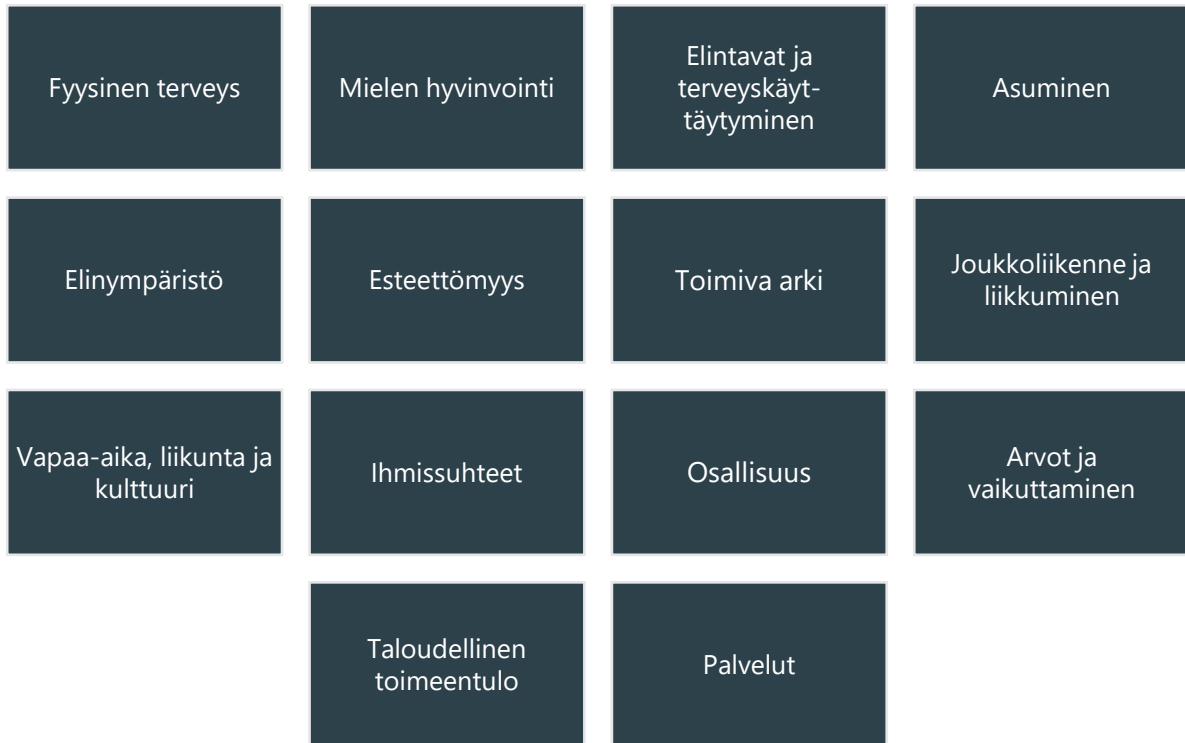 Fyysinen terveys
Mielen hyvinvointi
Elintavat ja
terveyskäyt-
täytyminen
Asuminen
Elinympäristö
Esteettömyys
Toimiva arki
Joukkoliikenne ja
liikkuminen
Vapaa-aika, liikunta ja
kulttuuri
Ihmissuhteet
Osallisuus
Arvot ja
vaikuttaminen
Taloudellinen
toimeentulo
Palvelut